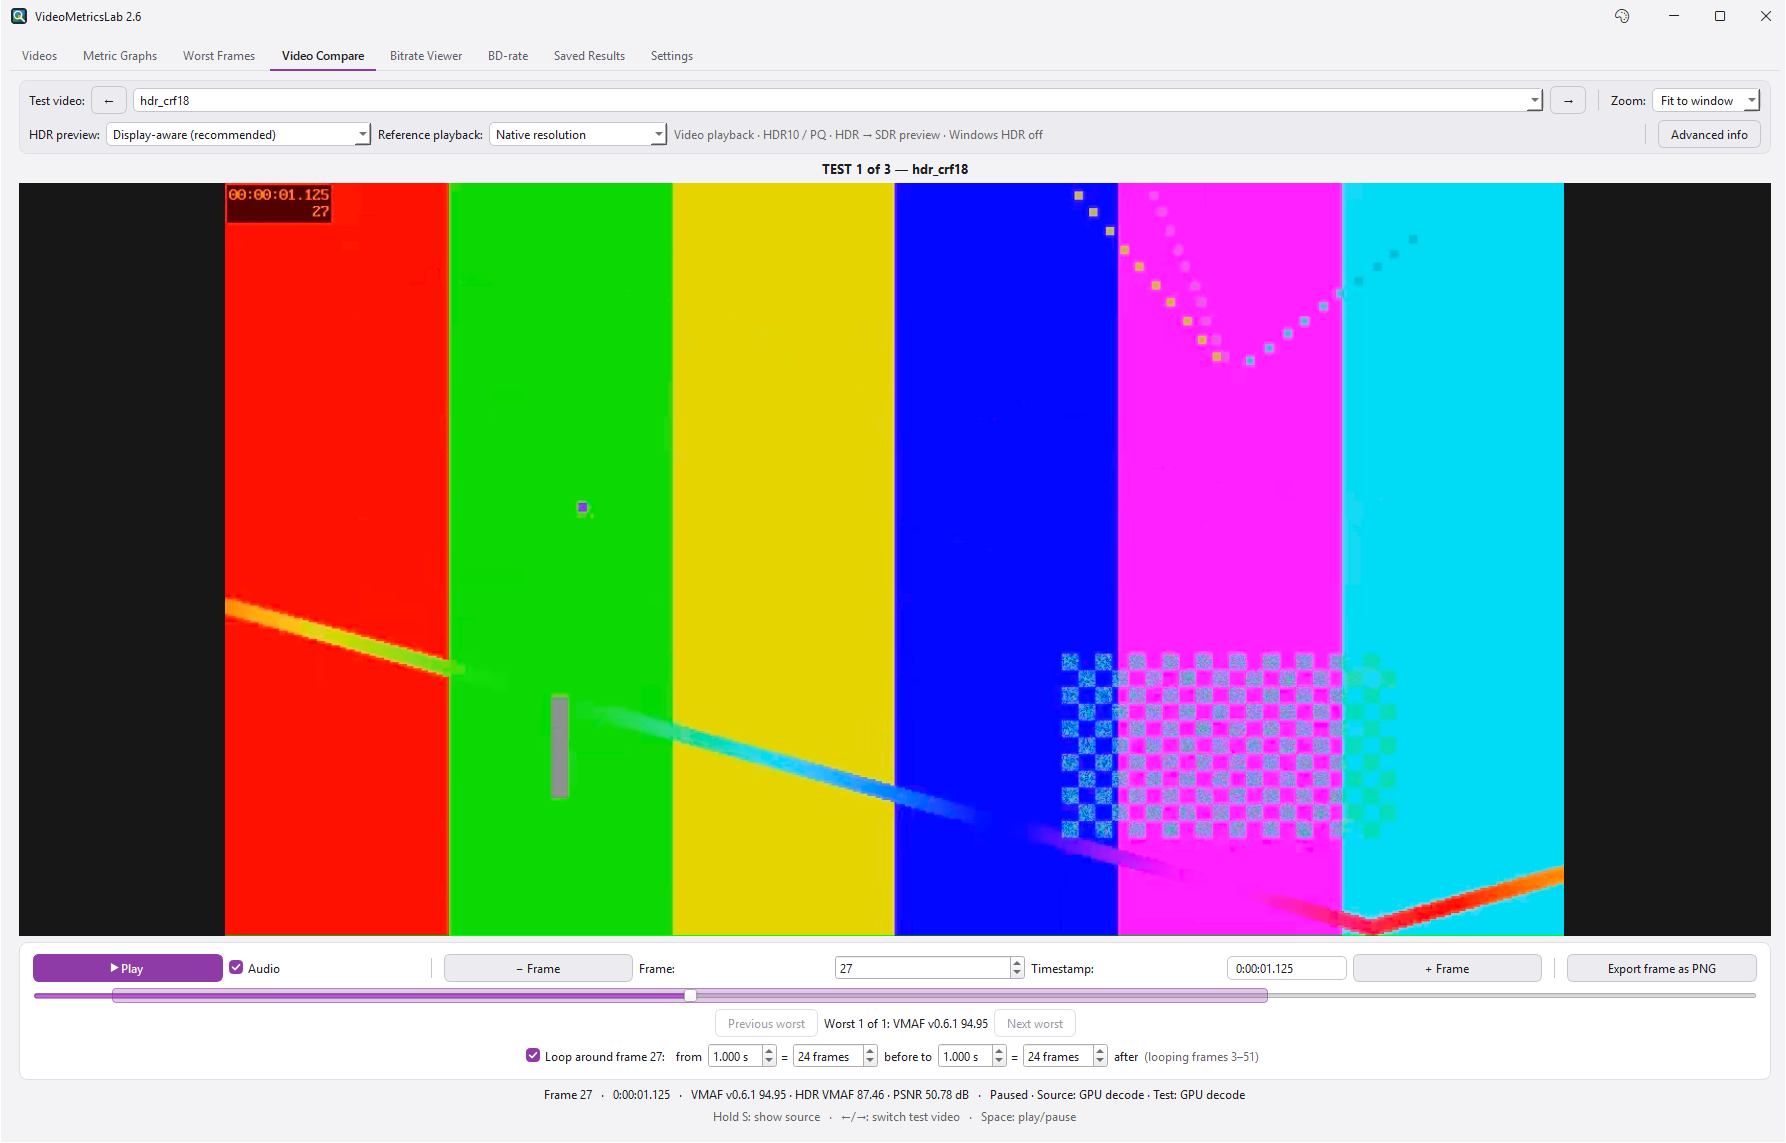 VideoMetricsLab 2.6
Videos Metric Graphs Worst Frames Video Compare Bitrate Viewer BD-rate Saved Results Settings
Test video: ← hdr_crf18 → Zoom: Fit to window
HDR preview: Display-aware (recommended) Reference playback: Native resolution Video playback · HDR10 / PQ · HDR → SDR preview · Windows HDR off Advanced info
TEST 1 of 3 — hdr_crf18
00:00:01.125
27
Play Audio − Frame Frame: 27 Timestamp: 0:00:01.125 + Frame Export frame as PNG
Previous worst Worst 1 of 1: VMAF v0.6.1 94.95 Next worst
Loop around frame 27: from 1.000 s = 24 frames before to 1.000 s = 24 frames after (looping frames 3–51)
Frame 27 · 0:00:01.125 · VMAF v0.6.1 94.95 · HDR VMAF 87.46 · PSNR 50.78 dB · Paused · Source: GPU decode · Test: GPU decode
Hold S: show source · ←/→: switch test video · Space: play/pause